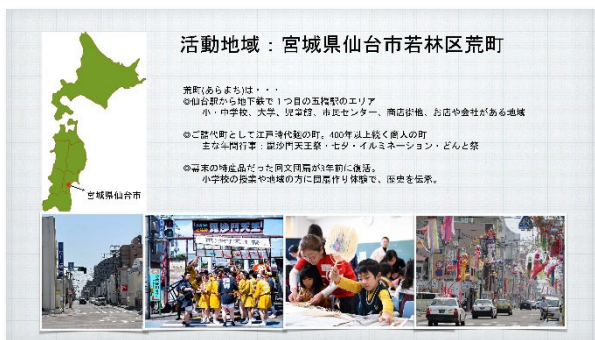 活動地域：宮城県仙台市若林区荒町
荒町(あらまち)は・・・
◎仙台駅から地下鉄で１つ目の五橋駅のエリア
小・中学校、大学、児童館、市民センター、商店街他、お店や会社がある地域
◎ご譜代町として江戸時代麹の町。400年以上続く商人の町
主な年間行事：毘沙門天王祭・七夕・イルミネーション・どんと祭
◎幕末の特産品だった回文団扇が3年前に復活。
小学校の授業や地域の方に団扇作り体験で、歴史を伝承。
宮城県仙台市
毘沙門天王